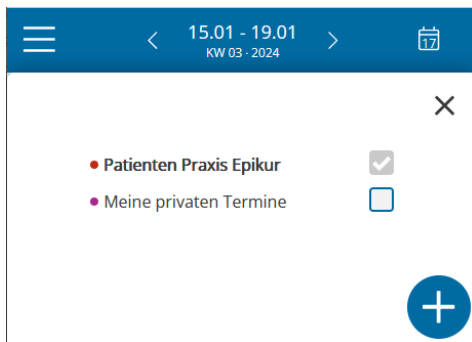 15.01 - 19.01
KW 03 · 2024
17
Patienten Praxis Epikur
Meine privaten Termine